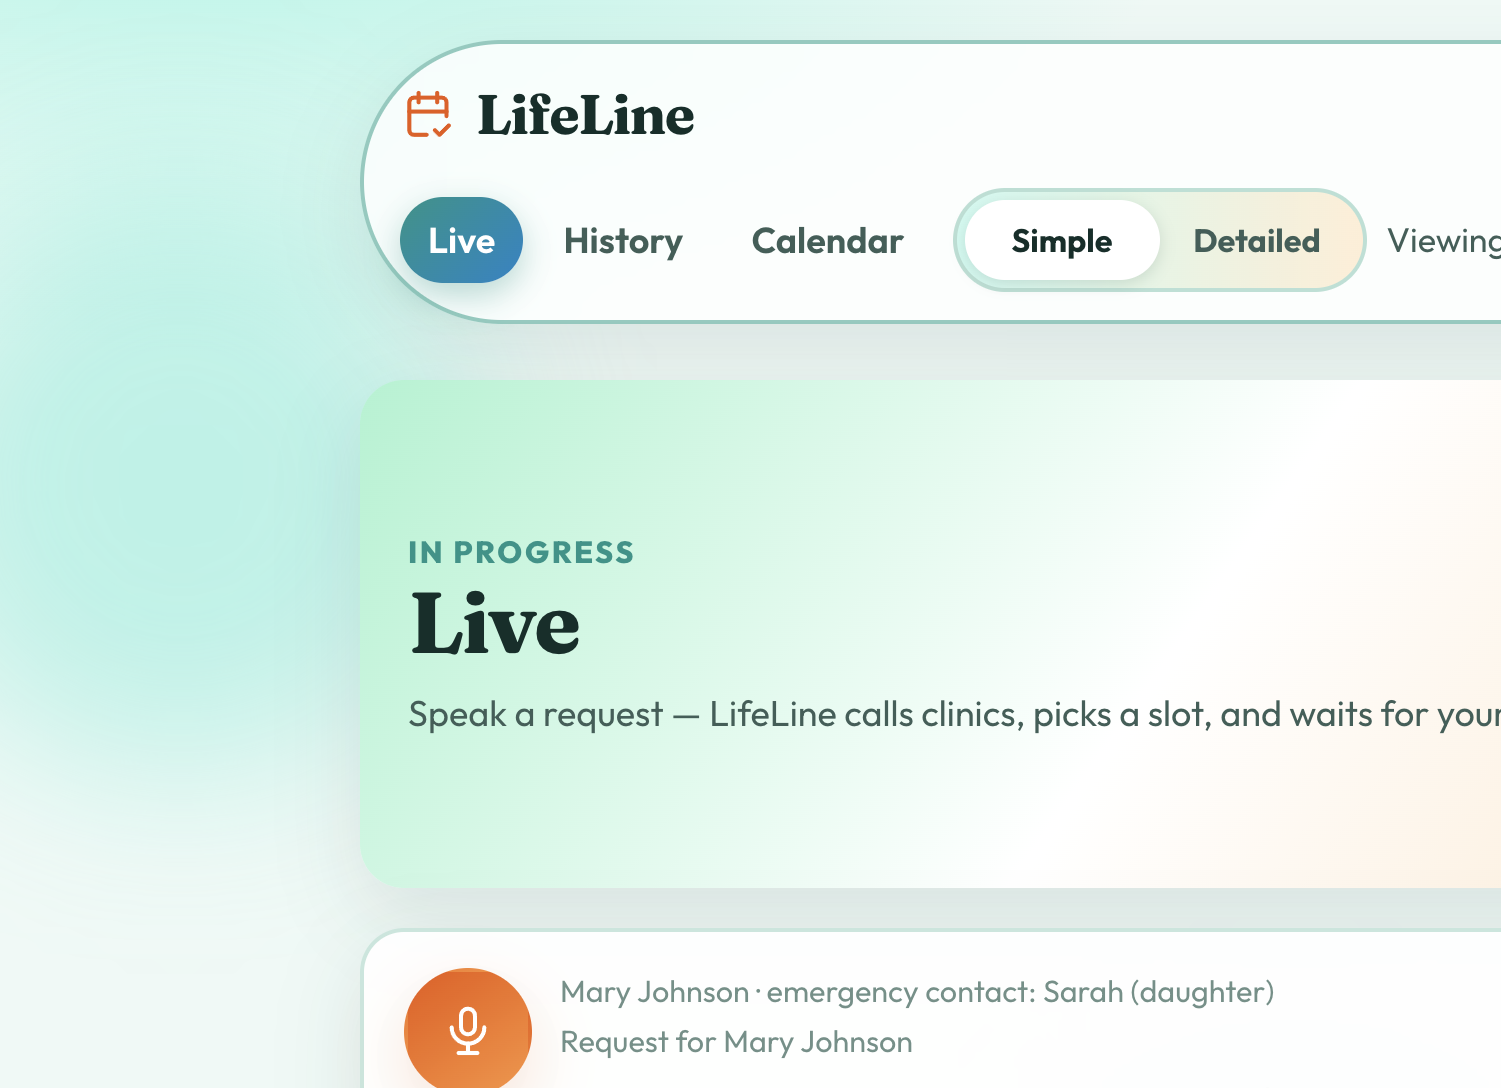 LifeLine
Live History Calendar Simple Detailed Viewing
IN PROGRESS
Live
Speak a request — LifeLine calls clinics, picks a slot, and waits for your
Mary Johnson · emergency contact: Sarah (daughter)
Request for Mary Johnson